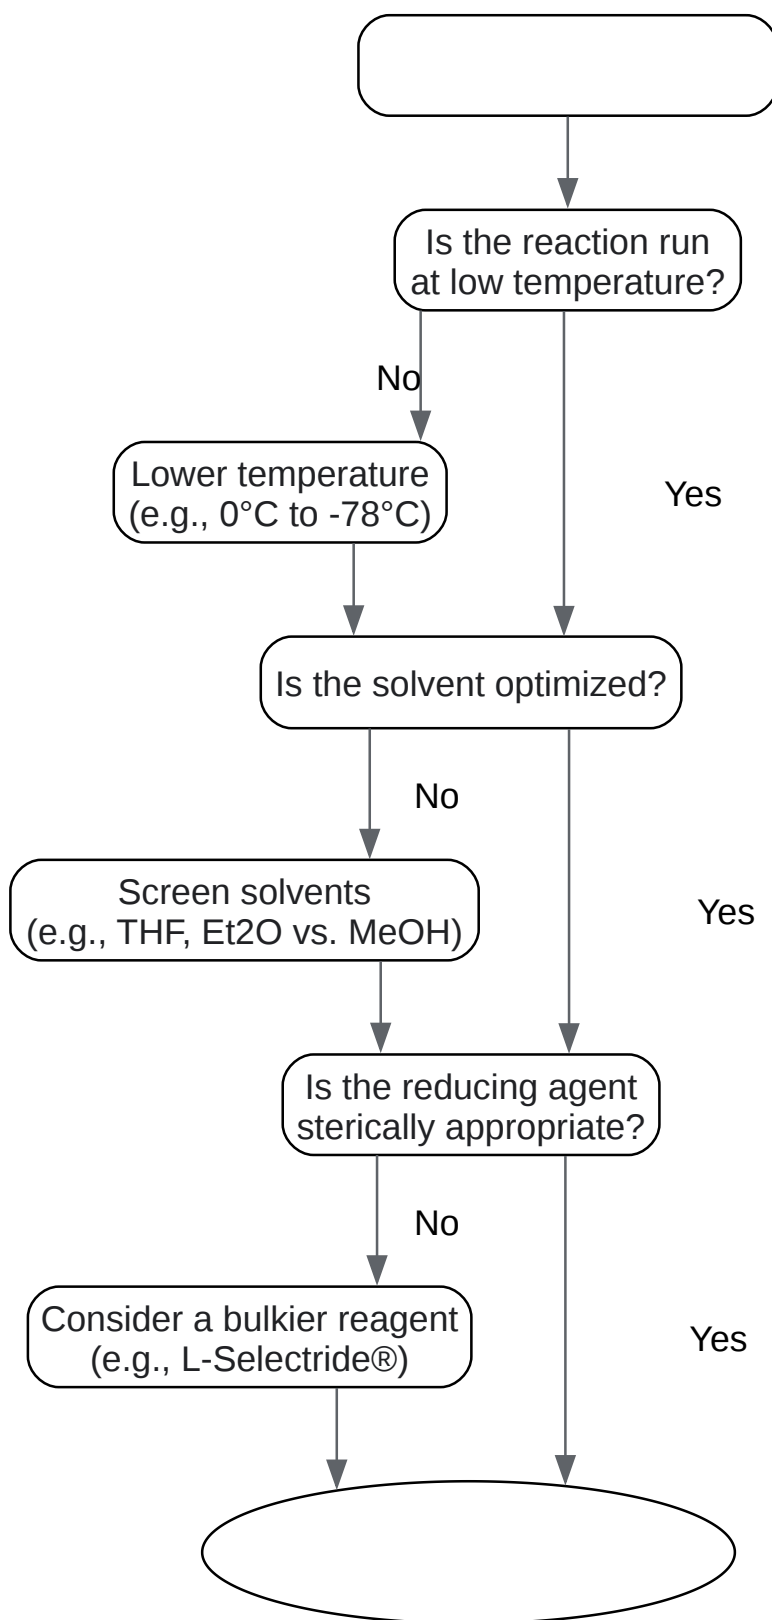 Is the reaction run
at low temperature?
No
Lower temperature
(e.g., 0°C to -78°C)
Yes
Is the solvent optimized?
No
Screen solvents
(e.g., THF, Et2O vs. MeOH)
Yes
Is the reducing agent
sterically appropriate?
No
Consider a bulkier reagent
(e.g., L-Selectride®)
Yes